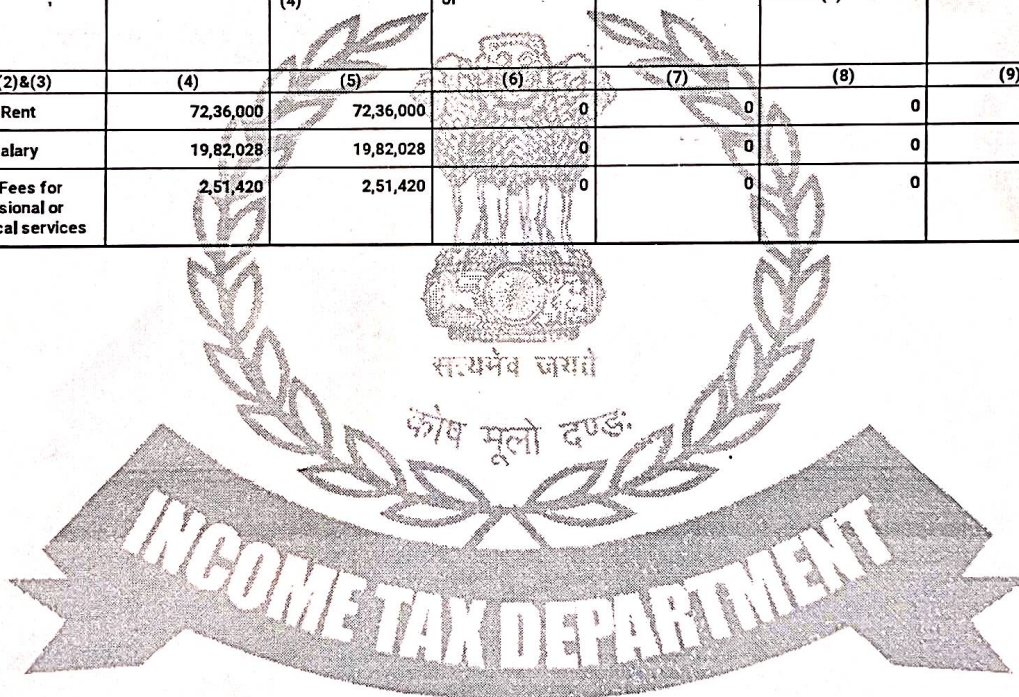 (4)
(2)&(3) (4) (5) (6) (7) (8) (9)
Rent 72,36,000 72,36,000 0 0 0
alary 19,82,028 19,82,028 0 0 0
Fees for 2,51,420 2,51,420 0 0 0
sional or
cal services
सत्यमेव जयते
कोष मूलो दण्डः
INCOME TAX DEPARTMENT